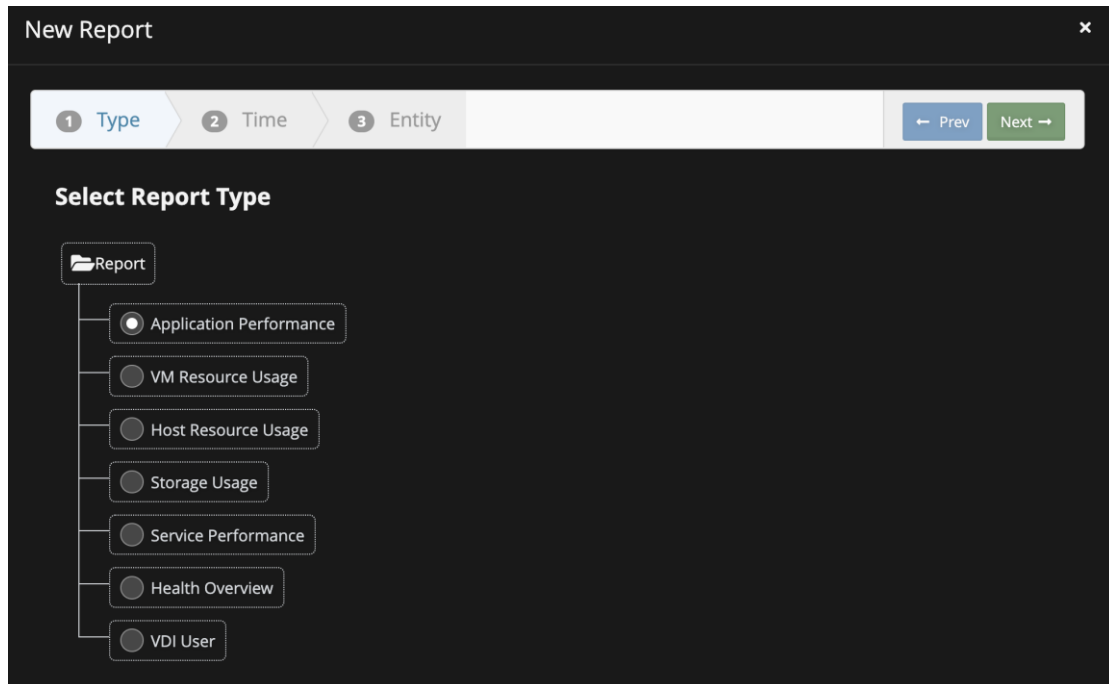 New Report ×
1 Type 2 Time 3 Entity ← Prev Next →
Select Report Type
Report
Application Performance
VM Resource Usage
Host Resource Usage
Storage Usage
Service Performance
Health Overview
VDI User